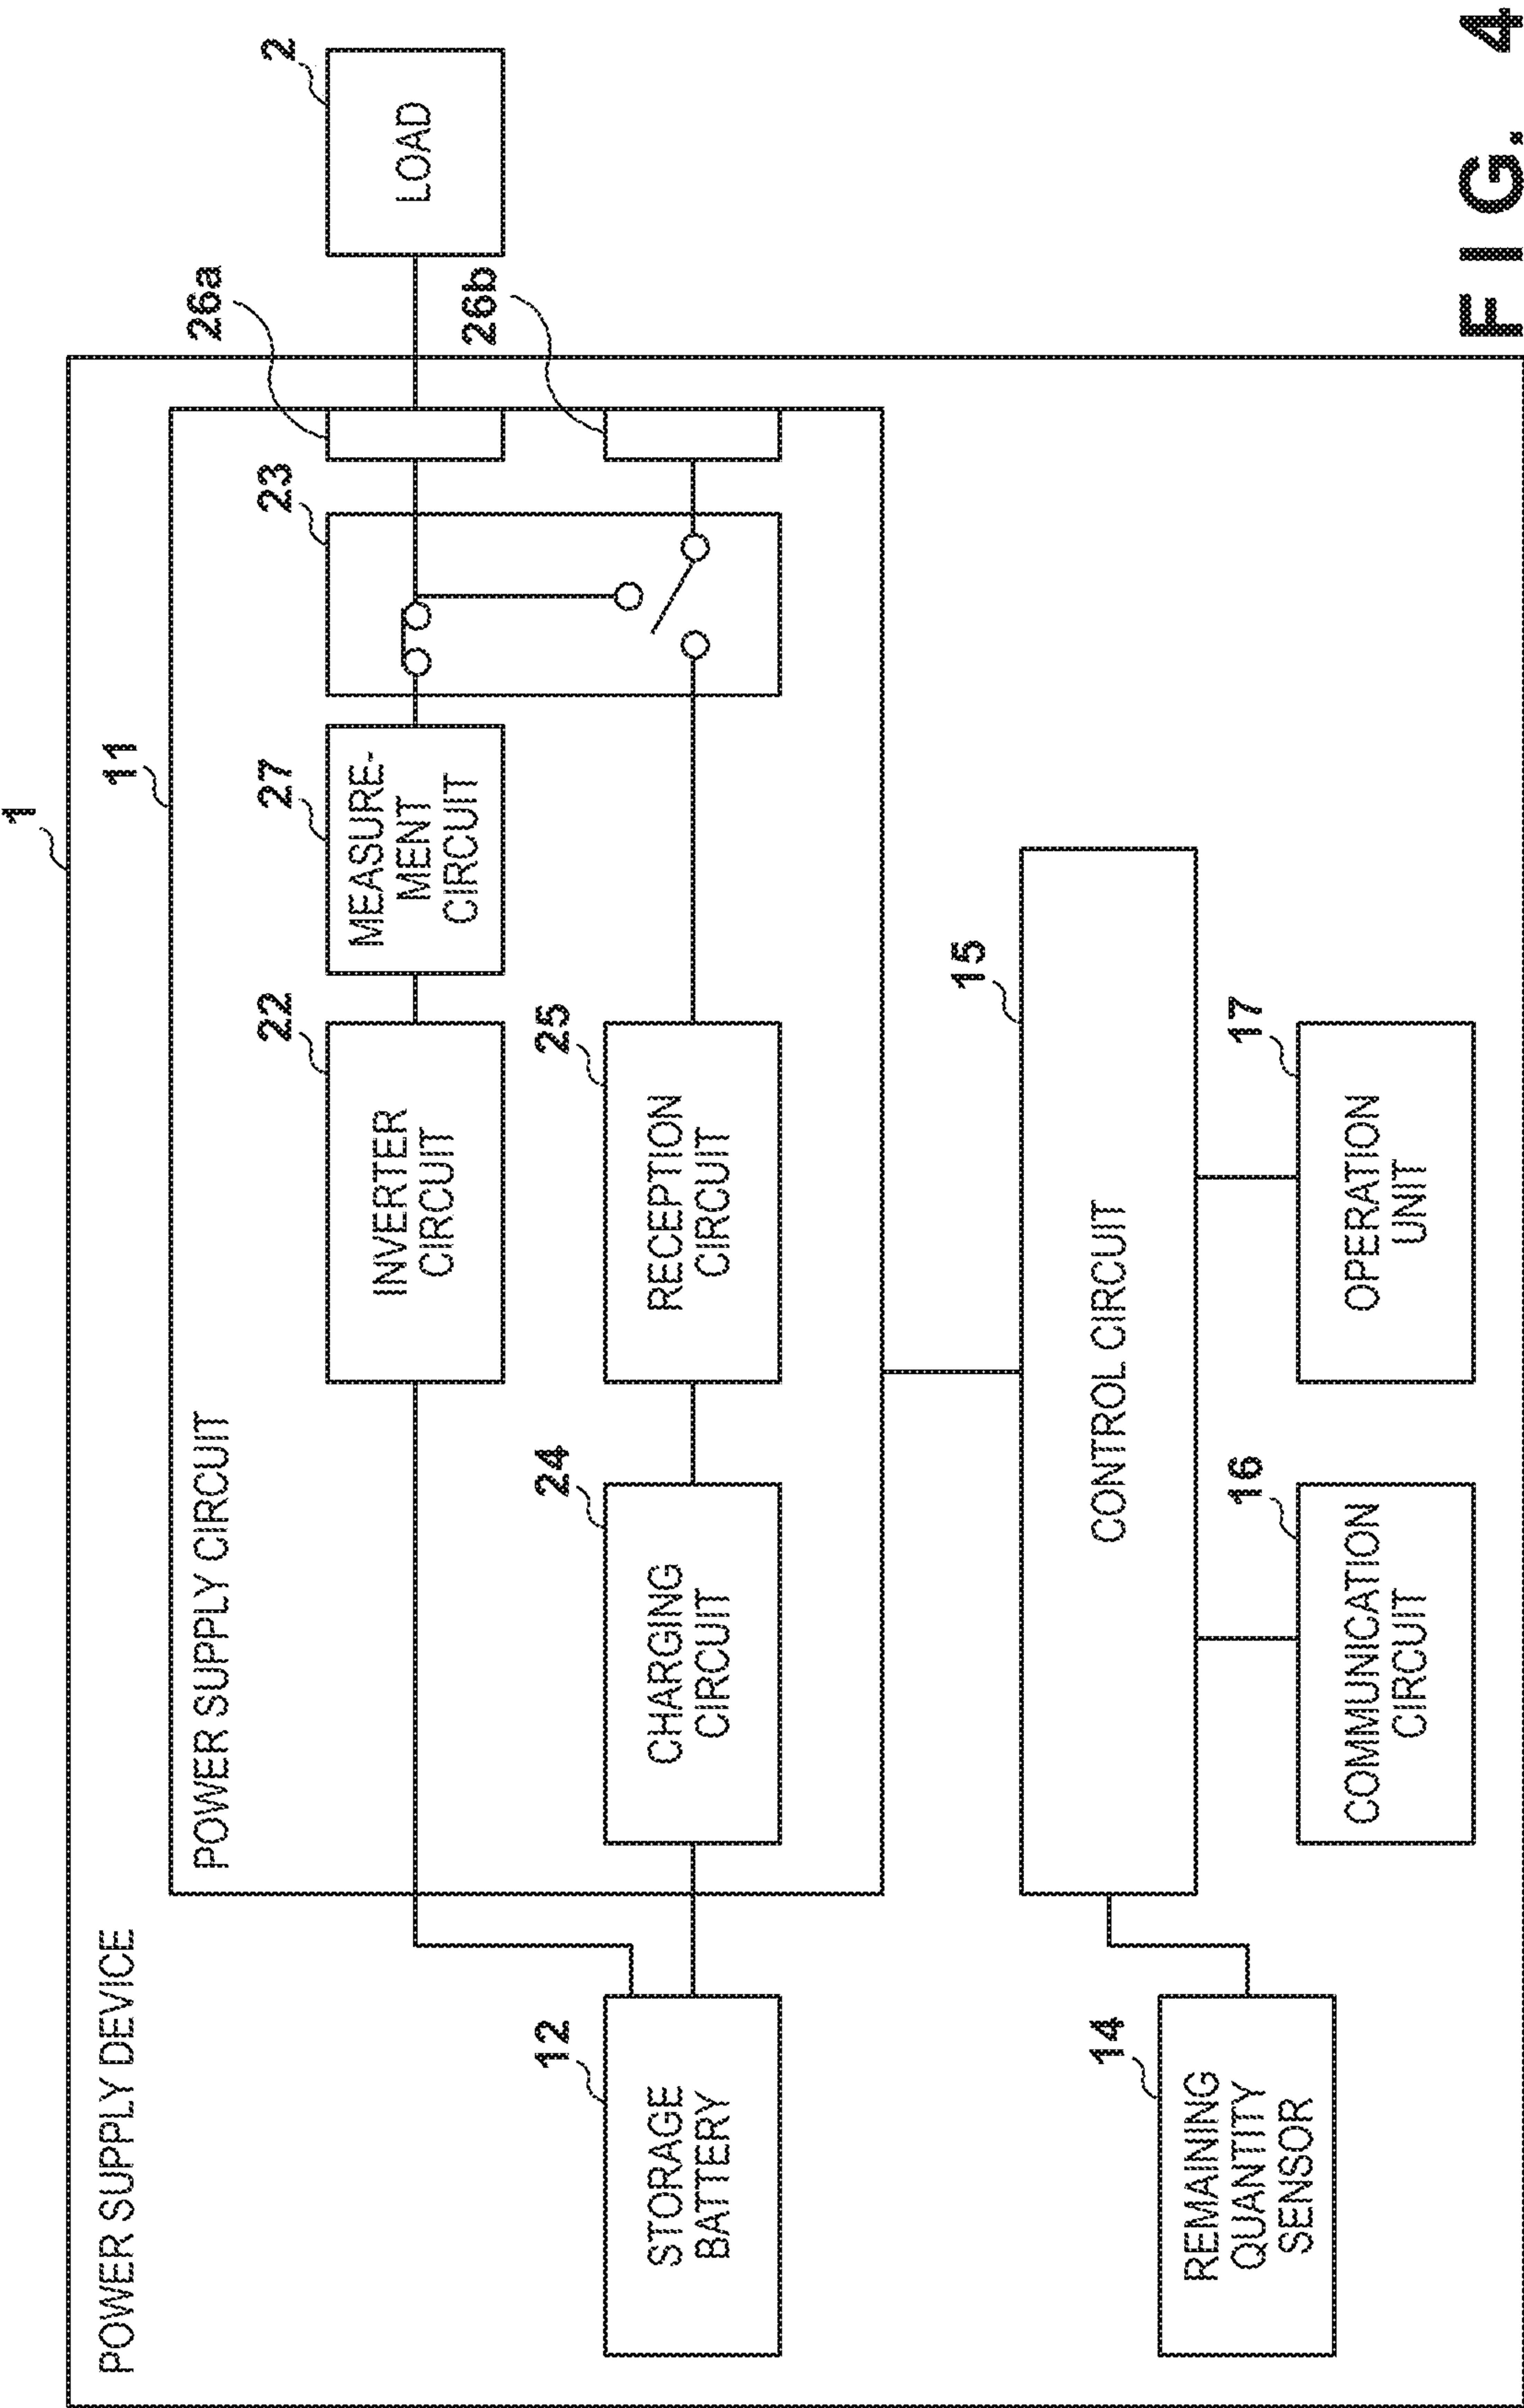 1
POWER SUPPLY DEVICE
11
POWER SUPPLY CIRCUIT
22
INVERTER
CIRCUIT
27
MEASURE-
MENT
CIRCUIT
23
26a
2
LOAD
12
STORAGE
BATTERY
24
CHARGING
CIRCUIT
25
RECEPTION
CIRCUIT
26b
15
CONTROL CIRCUIT
14
REMAINING
QUANTITY
SENSOR
16
COMMUNICATION
CIRCUIT
17
OPERATION
UNIT
FIG. 4